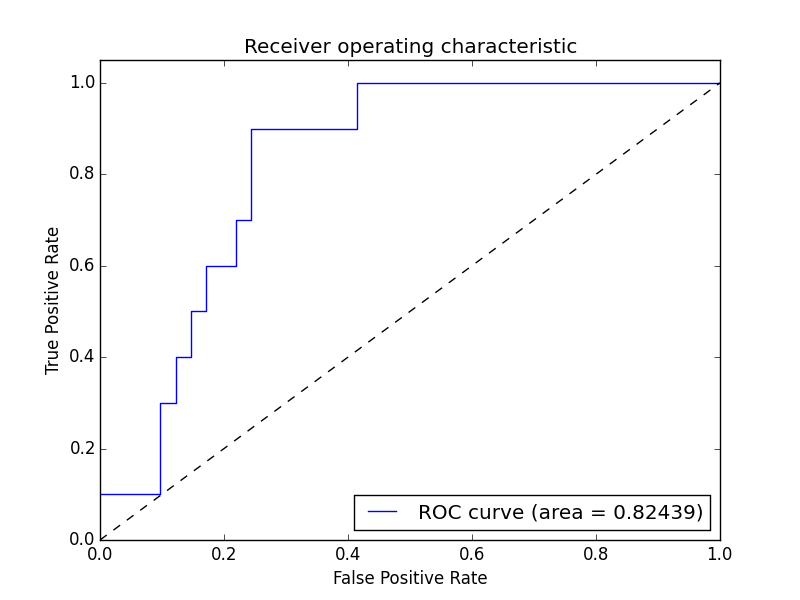 Receiver operating characteristic
1.0
0.8
0.6
0.4
0.2
0.0
True Positive Rate
ROC curve (area = 0.82439)
0.0 0.2 0.4 0.6 0.8 1.0
False Positive Rate